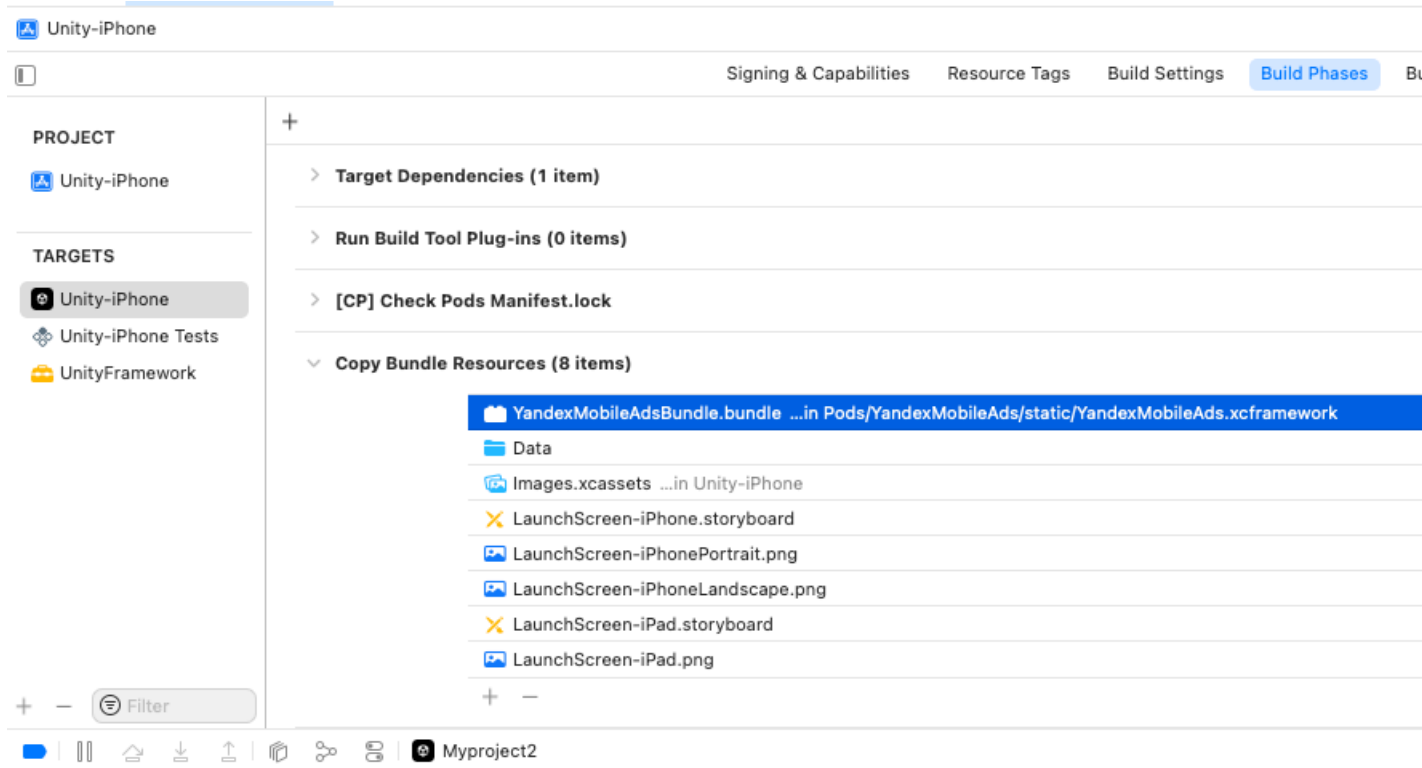 Unity-iPhone
Signing & Capabilities Resource Tags Build Settings Build Phases Bu
PROJECT
Unity-iPhone
TARGETS
Unity-iPhone
Unity-iPhone Tests
UnityFramework
Target Dependencies (1 item)
Run Build Tool Plug-ins (0 items)
[CP] Check Pods Manifest.lock
Copy Bundle Resources (8 items)
YandexMobileAdsBundle.bundle ...in Pods/YandexMobileAds/static/YandexMobileAds.xcframework
Data
Images.xcassets ...in Unity-iPhone
LaunchScreen-iPhone.storyboard
LaunchScreen-iPhonePortrait.png
LaunchScreen-iPhoneLandscape.png
LaunchScreen-iPad.storyboard
LaunchScreen-iPad.png
Filter
Myproject2